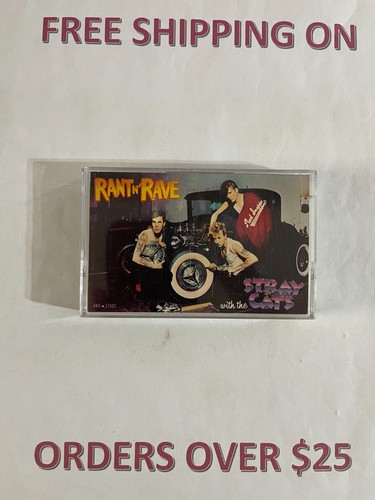 FREE SHIPPING ON
RANT N' RAVE
with the
STRAY
CATS
ORDERS OVER $25